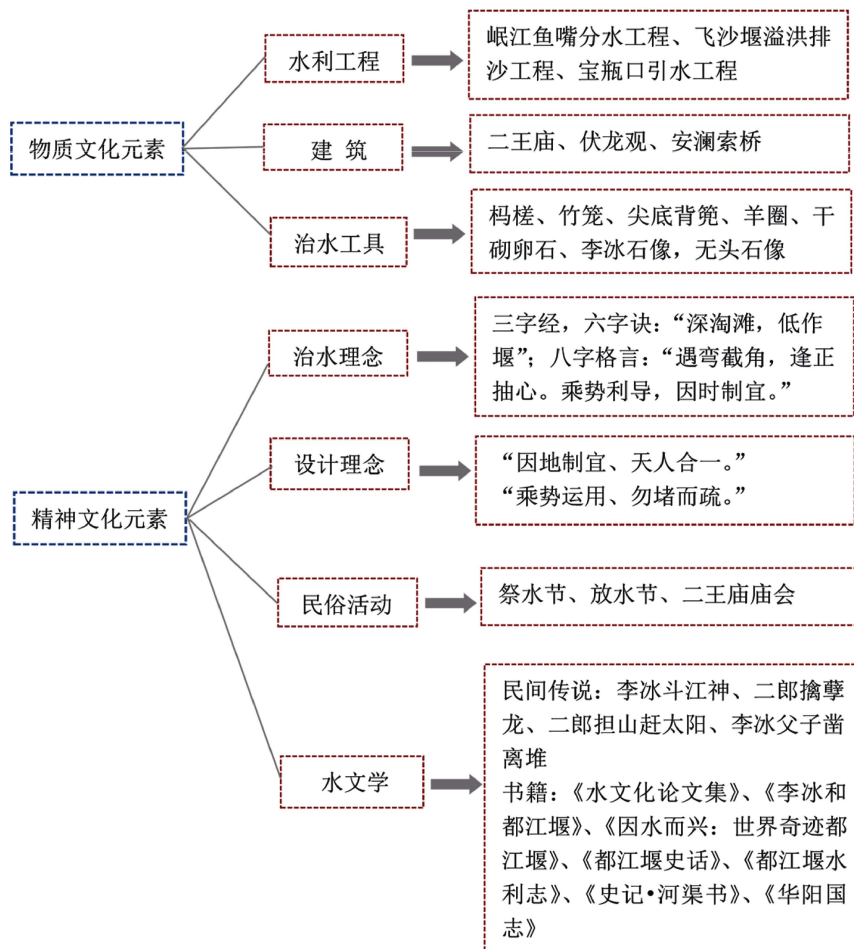 物质文化元素
水利工程
岷江鱼嘴分水工程、飞沙堰溢洪排
沙工程、宝瓶口引水工程
建 筑
二王庙、伏龙观、安澜索桥
治水工具
杩槎、竹笼、尖底背篼、羊圈、干
砌卵石、李冰石像，无头石像
精神文化元素
治水理念
三字经，六字诀：“深淘滩，低作
堰”；八字格言：“遇弯截角，逢正
抽心。乘势利导，因时制宜。”
设计理念
“因地制宜、天人合一。”
“乘势运用、勿堵而疏。”
民俗活动
祭水节、放水节、二王庙庙会
水文学
民间传说：李冰斗江神、二郎擒孽
龙、二郎担山赶太阳、李冰父子凿
离堆
书籍：《水文化论文集》、《李冰和
都江堰》、《因水而兴：世界奇迹都
江堰》、《都江堰史话》、《都江堰水
利志》、《史记•河渠书》、《华阳国
志》